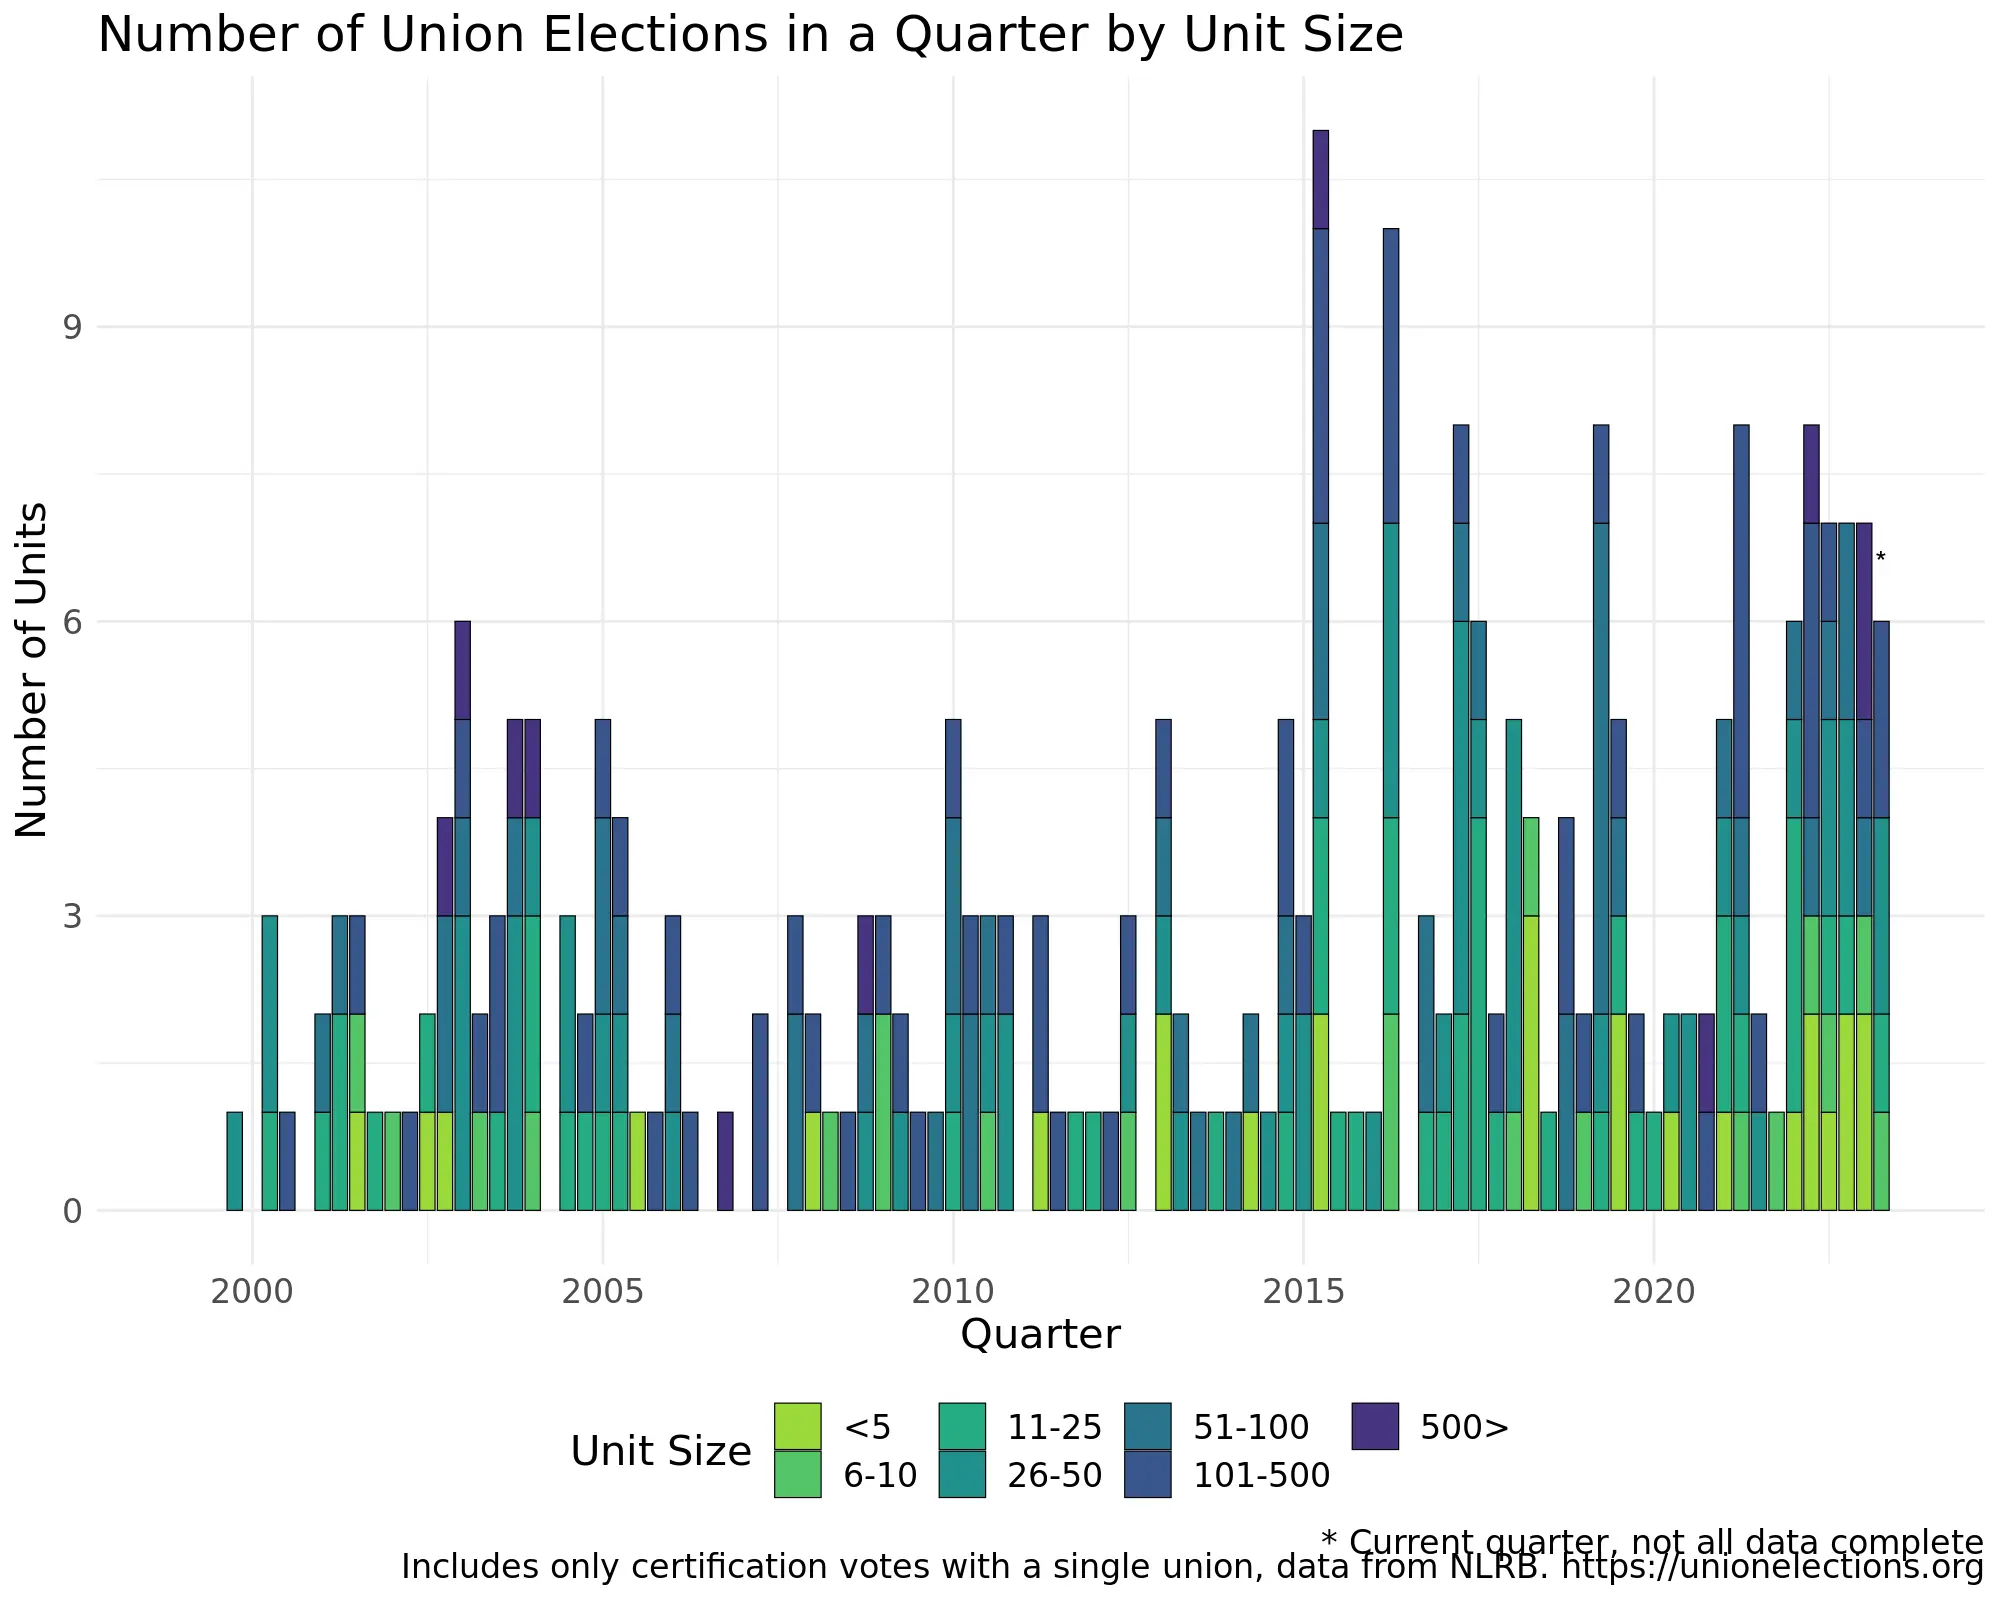 Number of Union Elections in a Quarter by Unit Size
Number of Units
9
6
3
0
*
2000 2005 2010 2015 2020
Quarter
Unit Size
<5 11-25 51-100 500>
6-10 26-50 101-500
* Current quarter, not all data complete
Includes only certification votes with a single union, data from NLRB. https://unionelections.org